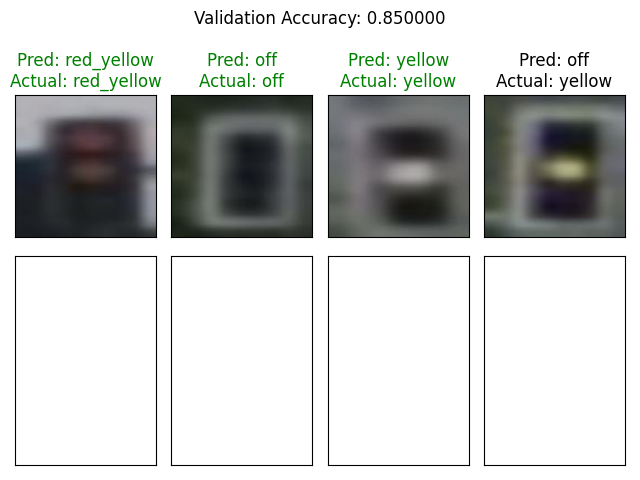 Validation Accuracy: 0.850000
Pred: red_yellow
Actual: red_yellow
Pred: off
Actual: off
Pred: yellow
Actual: yellow
Pred: off
Actual: yellow